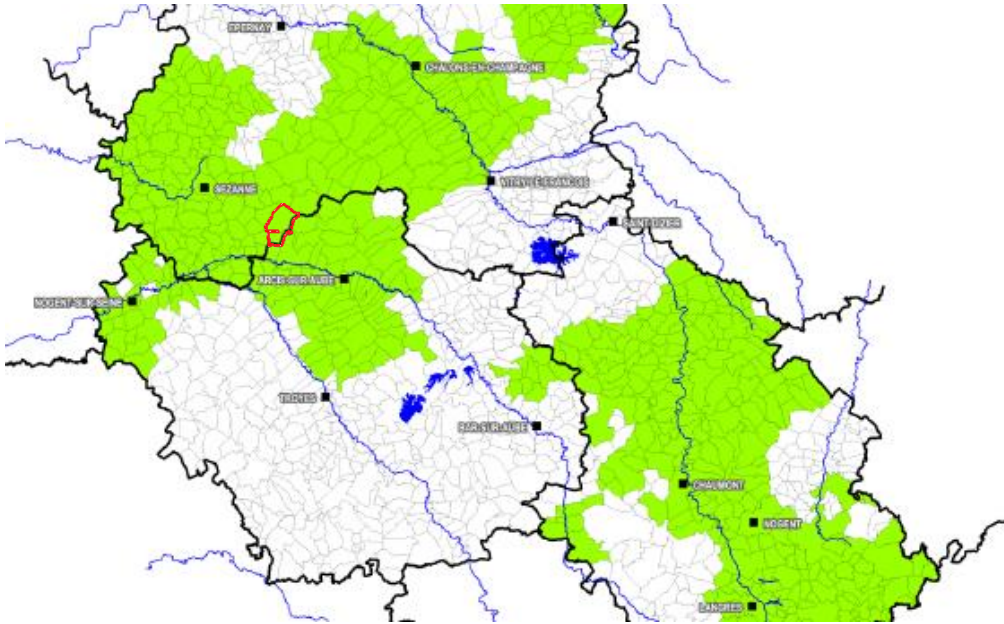 EPERNAY
CHALONS-EN-CHAMPAGNE
VITRY-LE-FRANCOIS
SEZANNE
SAINT-DIZIER
ARCIS-SUR-AUBE
NOGENT-SUR-SEINE
TROYES
BAR-SUR-AUBE
CHAUMONT
NOGENT
LANGRES